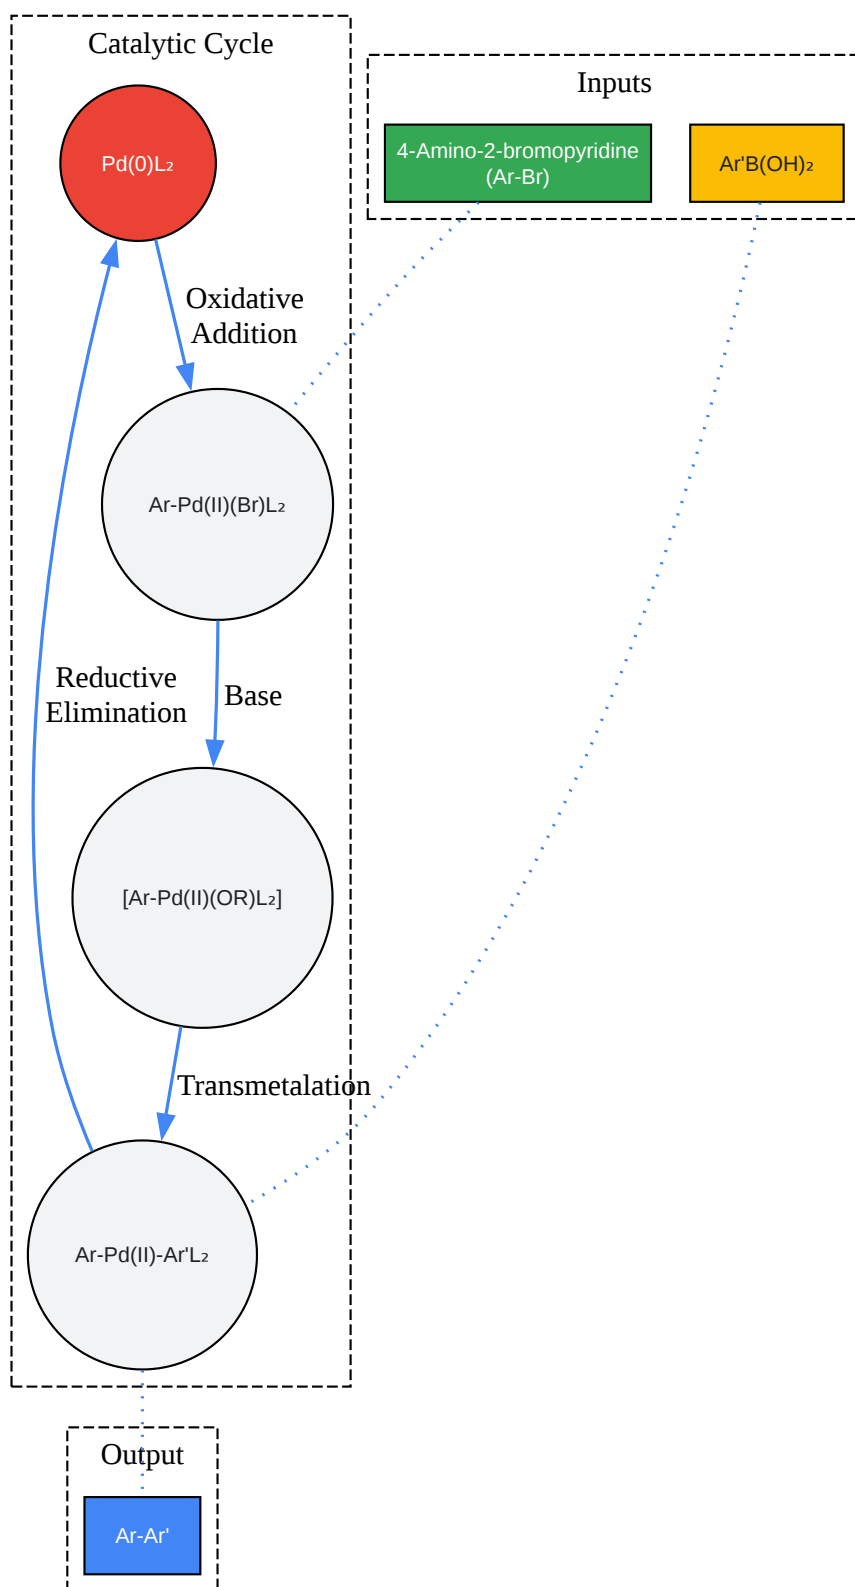 Catalytic Cycle
Inputs
Pd(0)L₂
4-Amino-2-bromopyridine
(Ar-Br)
Ar'B(OH)₂
Oxidative
Addition
Ar-Pd(II)(Br)L₂
Reductive
Elimination
Base
[Ar-Pd(II)(OR)L₂]
Transmetalation
Ar-Pd(II)-Ar'L₂
Output
Ar-Ar'